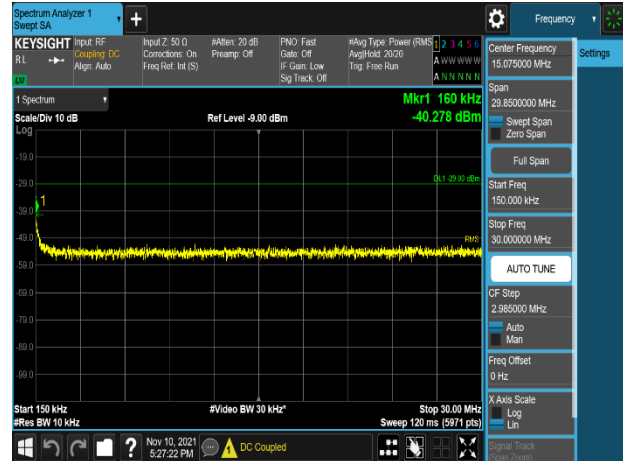 Spectrum Analyzer 1
Swept SA
+
Frequency
KEYSIGHT
RL
LW
Input: RF
Coupling: DC
Align: Auto
Input Z: 50 Ω
Corrections: On
Freq Ref: Int (S)
#Atten: 20 dB
Preamp: Off
PNO: Fast
Gate: Off
IF Gain: Low
Sig Track: Off
#Avg Type: Power (RMS
Avg|Hold: 20/20
Trig: Free Run
1 2 3 4 5 6
A W W W W W
A N N N N N
Settings
1 Spectrum
Scale/Div 10 dB
Log
Ref Level -9.00 dBm
Mkr1 160 kHz
-40.278 dBm
-19.0
-29.0
-39.0
-49.0
-59.0
-69.0
-79.0
-89.0
-99.0
DL1 -29.00 dBm
1
RMS
Start 150 kHz
#Res BW 10 kHz
#Video BW 30 kHz*
Stop 30.00 MHz
Sweep 120 ms (5971 pts)
Center Frequency
15.075000 MHz
Span
29.8500000 MHz
Swept Span
Zero Span
Full Span
Start Freq
150.000 kHz
Stop Freq
30.000000 MHz
AUTO TUNE
CF Step
2.985000 MHz
Auto
Man
Freq Offset
0 Hz
X Axis Scale
Log
Lin
Signal Track
(Span Zoom)
?
Nov 10, 2021
5:27:22 PM
DC Coupled